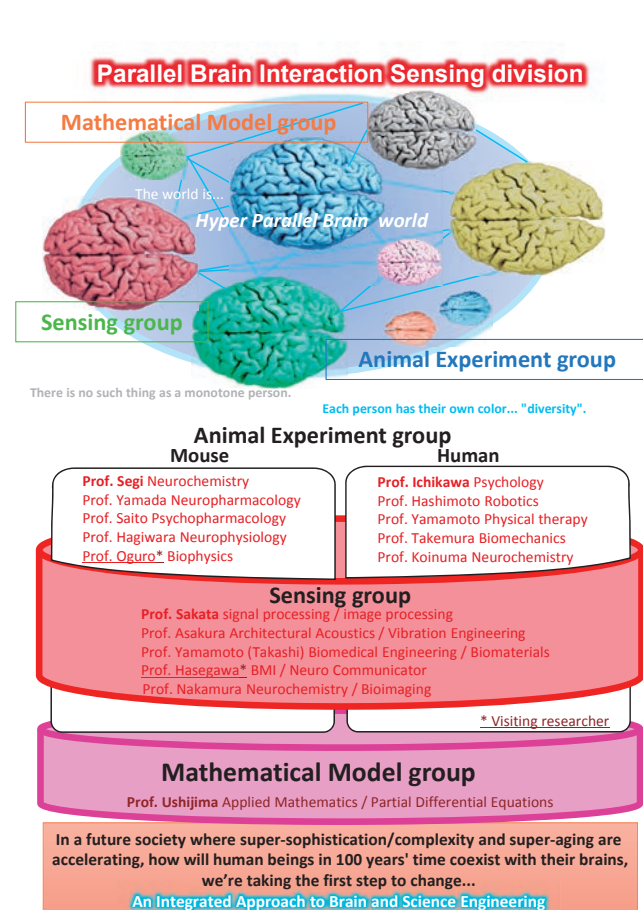 Parallel Brain Interaction Sensing division
Mathematical Model group
The world is...
Hyper Parallel Brain world
Sensing group
Animal Experiment group
There is no such thing as a monotone person.
Each person has their own color... "diversity".
Animal Experiment group
Mouse
Prof. Segi Neurochemistry
Prof. Yamada Neuropharmacology
Prof. Saito Psychopharmacology
Prof. Hagiwara Neurophysiology
Prof. Oguro* Biophysics
Human
Prof. Ichikawa Psychology
Prof. Hashimoto Robotics
Prof. Yamamoto Physical therapy
Prof. Takemura Biomechanics
Prof. Koinuma Neurochemistry
Sensing group
Prof. Sakata signal processing / image processing
Prof. Asakura Architectural Acoustics / Vibration Engineering
Prof. Yamamoto (Takashi) Biomedical Engineering / Biomaterials
Prof. Hasegawa* BMI / Neuro Communicator
Prof. Nakamura Neurochemistry / Bioimaging
* Visiting researcher
Mathematical Model group
Prof. Ushijima Applied Mathematics / Partial Differential Equations
In a future society where super-sophistication/complexity and super-aging are
accelerating, how will human beings in 100 years' time coexist with their brains,
we're taking the first step to change...
An Integrated Approach to Brain and Science Engineering